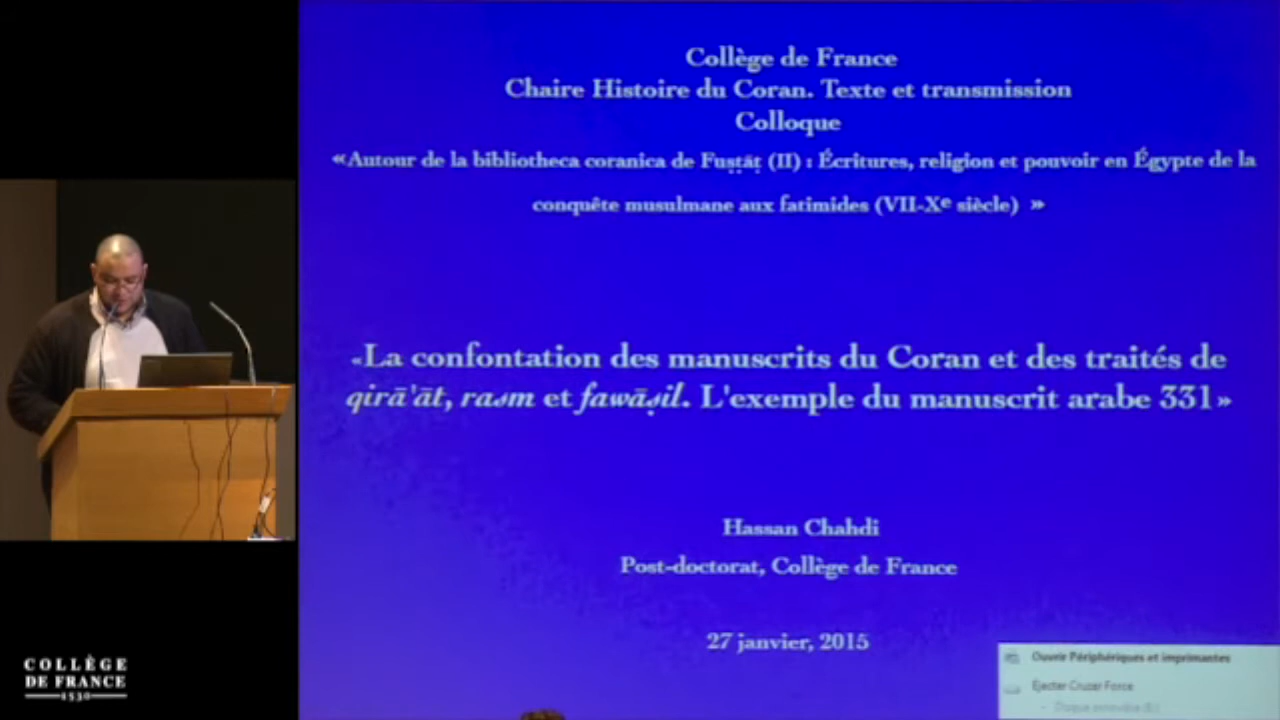 Collège de France
Chaire Histoire du Coran. Texte et transmission
Colloque
«Autour de la bibliotheca coranica de Fusṭāṭ (II) : Écritures, religion et pouvoir en Égypte de la
conquête musulmane aux fatimides (VII-Xe siècle) »
«La confontation des manuscrits du Coran et des traités de
qirā'āt, rasm et fawāṣil. L'exemple du manuscrit arabe 331»
Hassan Chahdi
Post-doctorat, Collège de France
27 janvier, 2015
Ouvrir Périphériques et imprimantes
Éjecter Cruzer Force
COLLÈGE
DE FRANCE
1530